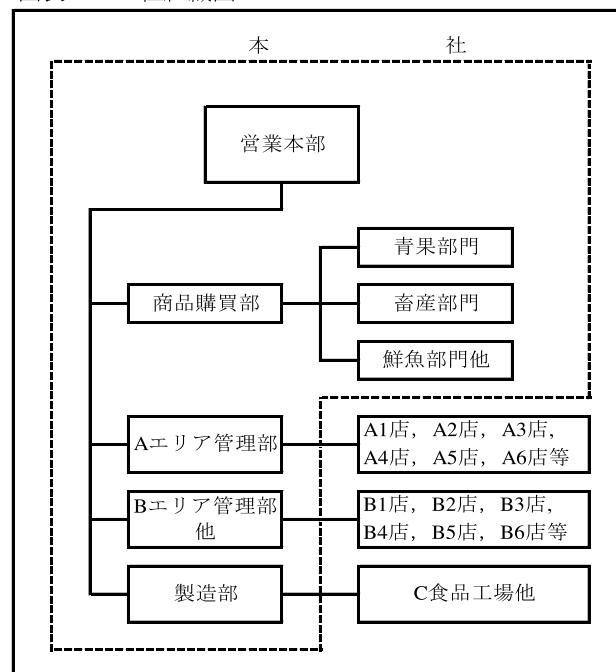 本 社
営業本部
青果部門
商品購買部
畜産部門
鮮魚部門他
Aエリア管理部
A1店，A2店，A3店，
A4店，A5店，A6店等
Bエリア管理部
他
B1店，B2店，B3店，
B4店，B5店，B6店等
製造部
C食品工場他